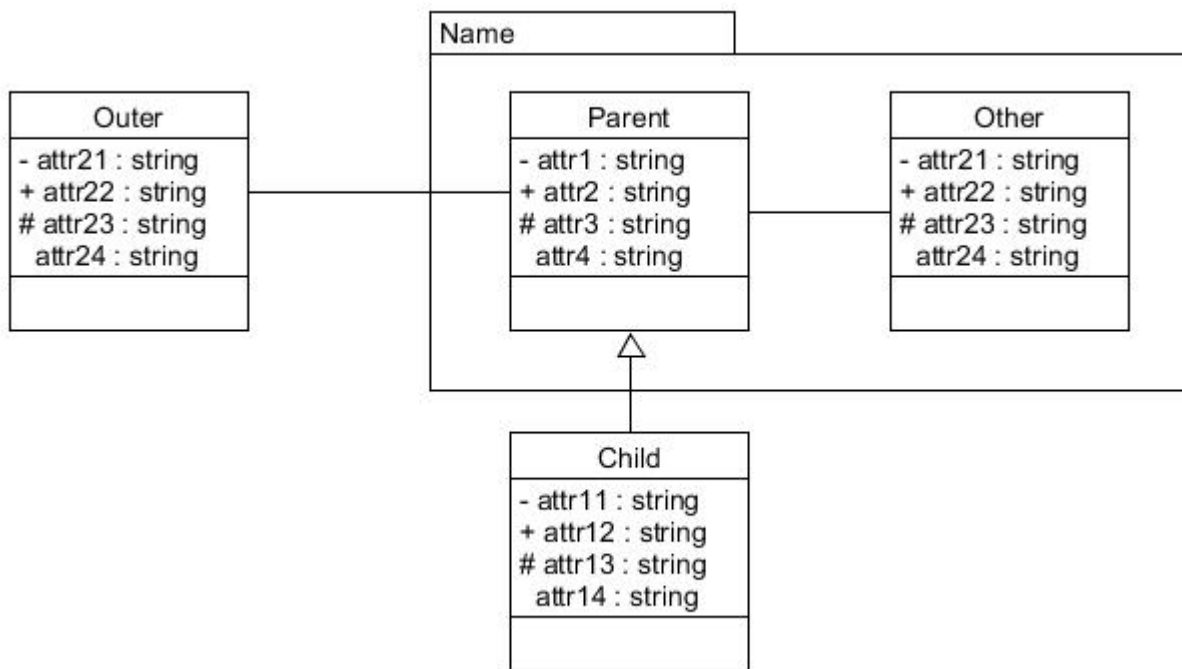 Name
Outer
- attr21 : string
+ attr22 : string
# attr23 : string
attr24 : string
Parent
- attr1 : string
+ attr2 : string
# attr3 : string
attr4 : string
Other
- attr21 : string
+ attr22 : string
# attr23 : string
attr24 : string
Child
- attr11 : string
+ attr12 : string
# attr13 : string
attr14 : string